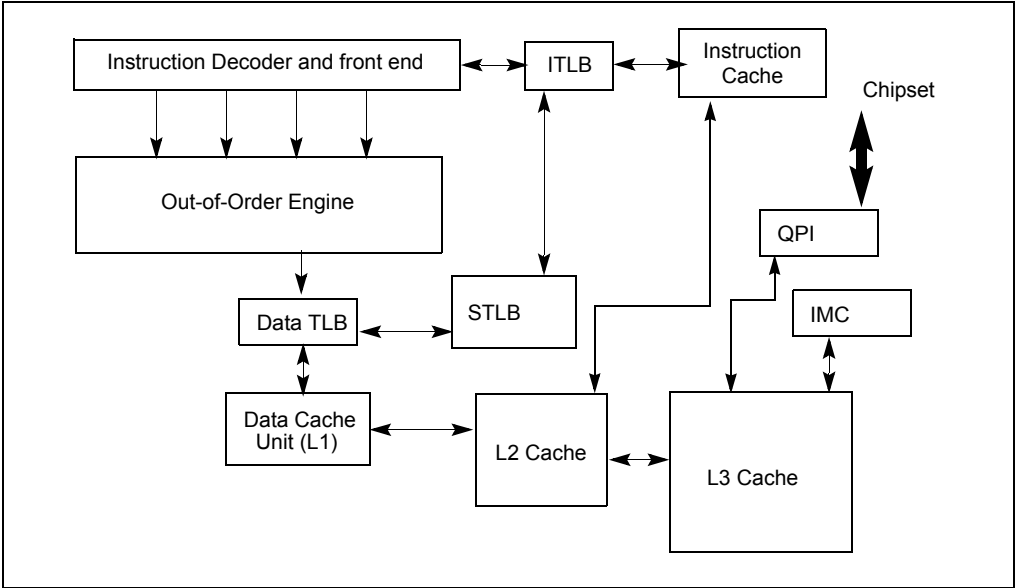 Instruction Decoder and front end
ITLB
Instruction
Cache
Chipset
Out-of-Order Engine
QPI
STLB
IMC
Data TLB
Data Cache
Unit (L1)
L2 Cache
L3 Cache